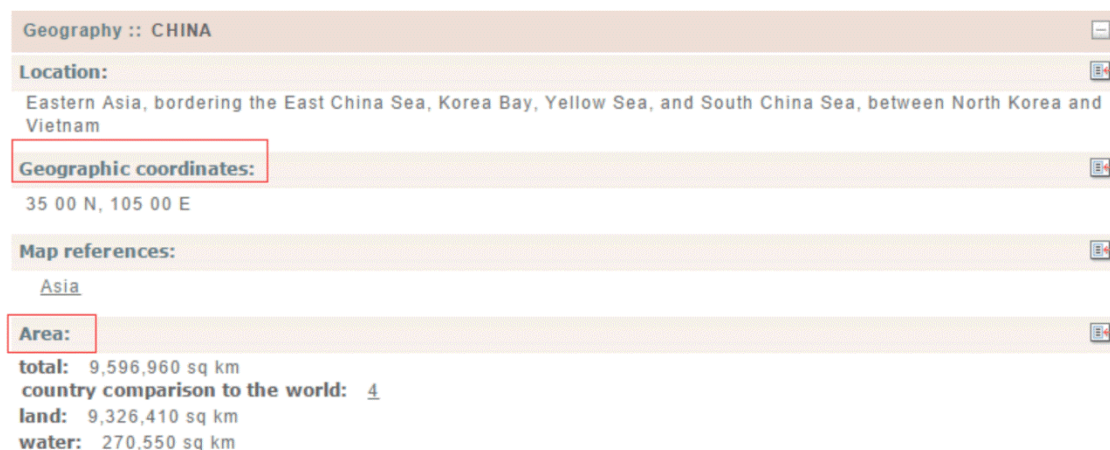 Geography :: CHINA
Location:
Eastern Asia, bordering the East China Sea, Korea Bay, Yellow Sea, and South China Sea, between North Korea and
Vietnam
Geographic coordinates:
35 00 N, 105 00 E
Map references:
Asia
Area:
total: 9,596,960 sq km
country comparison to the world: 4
land: 9,326,410 sq km
water: 270,550 sq km